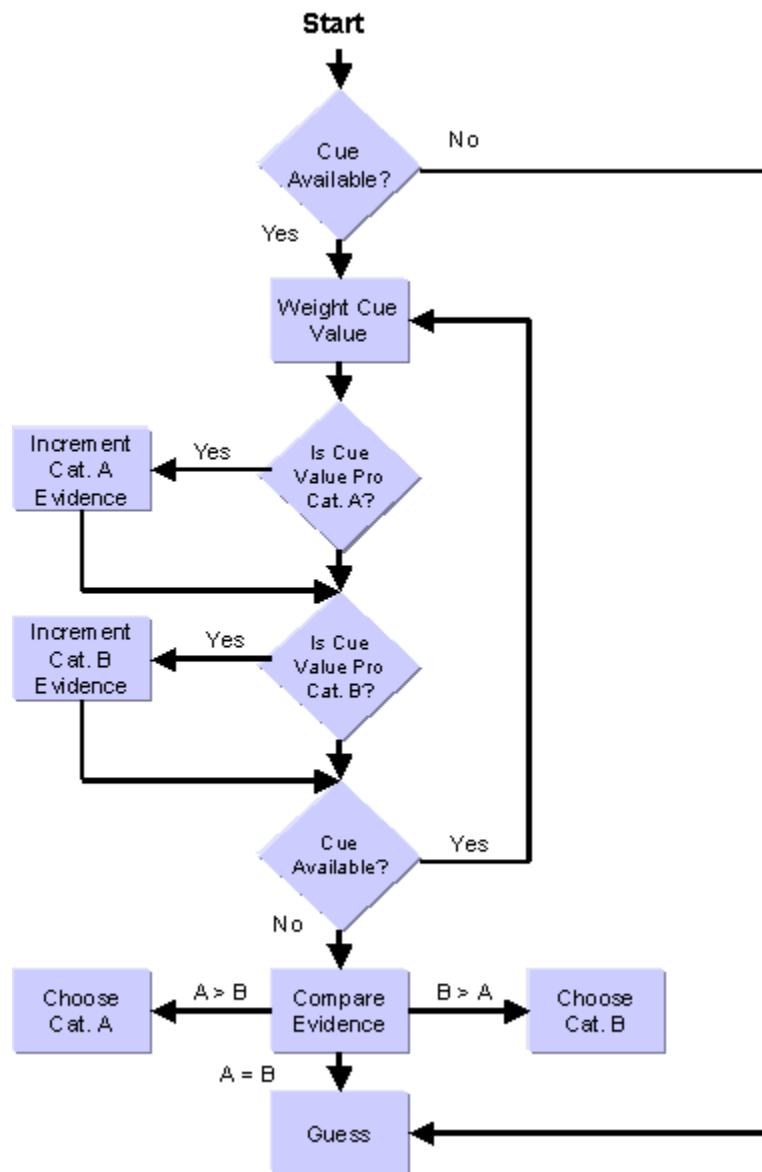 Start
Cue
Available?
No
Yes
Weight Cue
Value
Increment
Cat. A
Evidence
Yes
Is Cue
Value Pro
Cat. A?
Increment
Cat. B
Evidence
Yes
Is Cue
Value Pro
Cat. B?
Cue
Available?
Yes
No
Choose
Cat. A
A > B
Compare
Evidence
B > A
Choose
Cat. B
A = B
Guess